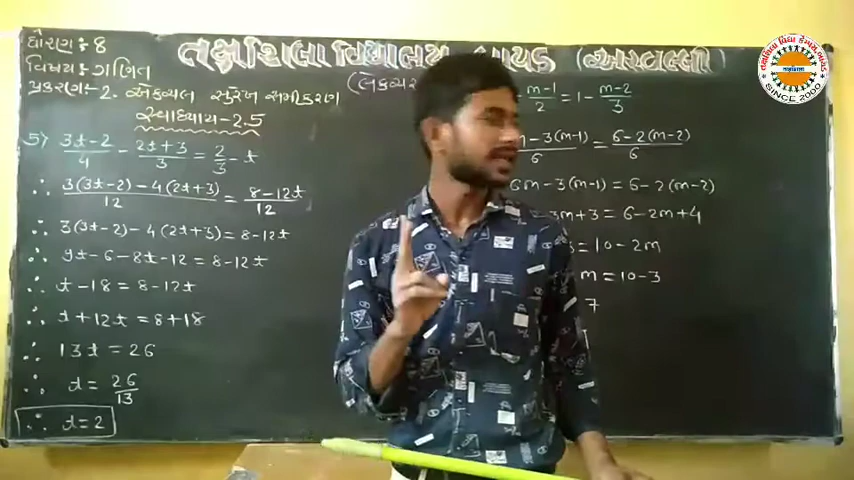 ધોરણ : 8
વિષય : ગણિત
તક્ષશિલા વિદ્યાલય બાયડ (અરવલ્લી)
પ્રકરણ - 2. એકચલ સુરેખ સમીકરણ
સ્વાધ્યાય - 2.5
5) (3t-2)/4 - (2t+3)/3 = 2/3 - t
∴ (3(3t-2) - 4(2t+3))/12 = (8-12t)/12
∴ 3(3t-2) - 4(2t+3) = 8-12t
∴ 9t-6-8t-12 = 8-12t
∴ t-18 = 8-12t
∴ t+12t = 8+18
∴ 13t = 26
∴ t = 26/13
∴ t = 2
(m-1)/2 = 1 - (m-2)/3
-3(m-1)/6 = (6-2(m-2))/6
6m-3(m-1) = 6-2(m-2)
3m+3 = 6-2m+4
= 10-2m
m = 10-3
7
SINCE 2001